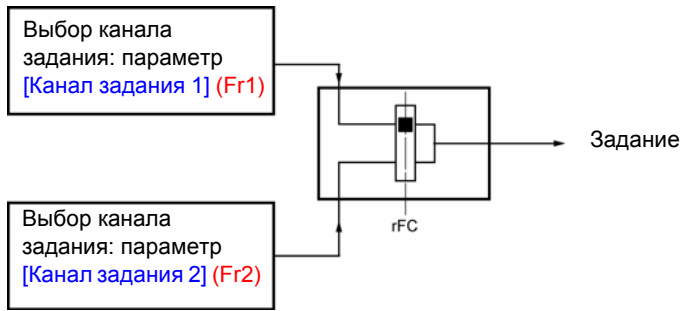 Выбор канала
задания: параметр
[Канал задания 1] (Fr1)
Задание
rFC
Выбор канала
задания: параметр
[Канал задания 2] (Fr2)